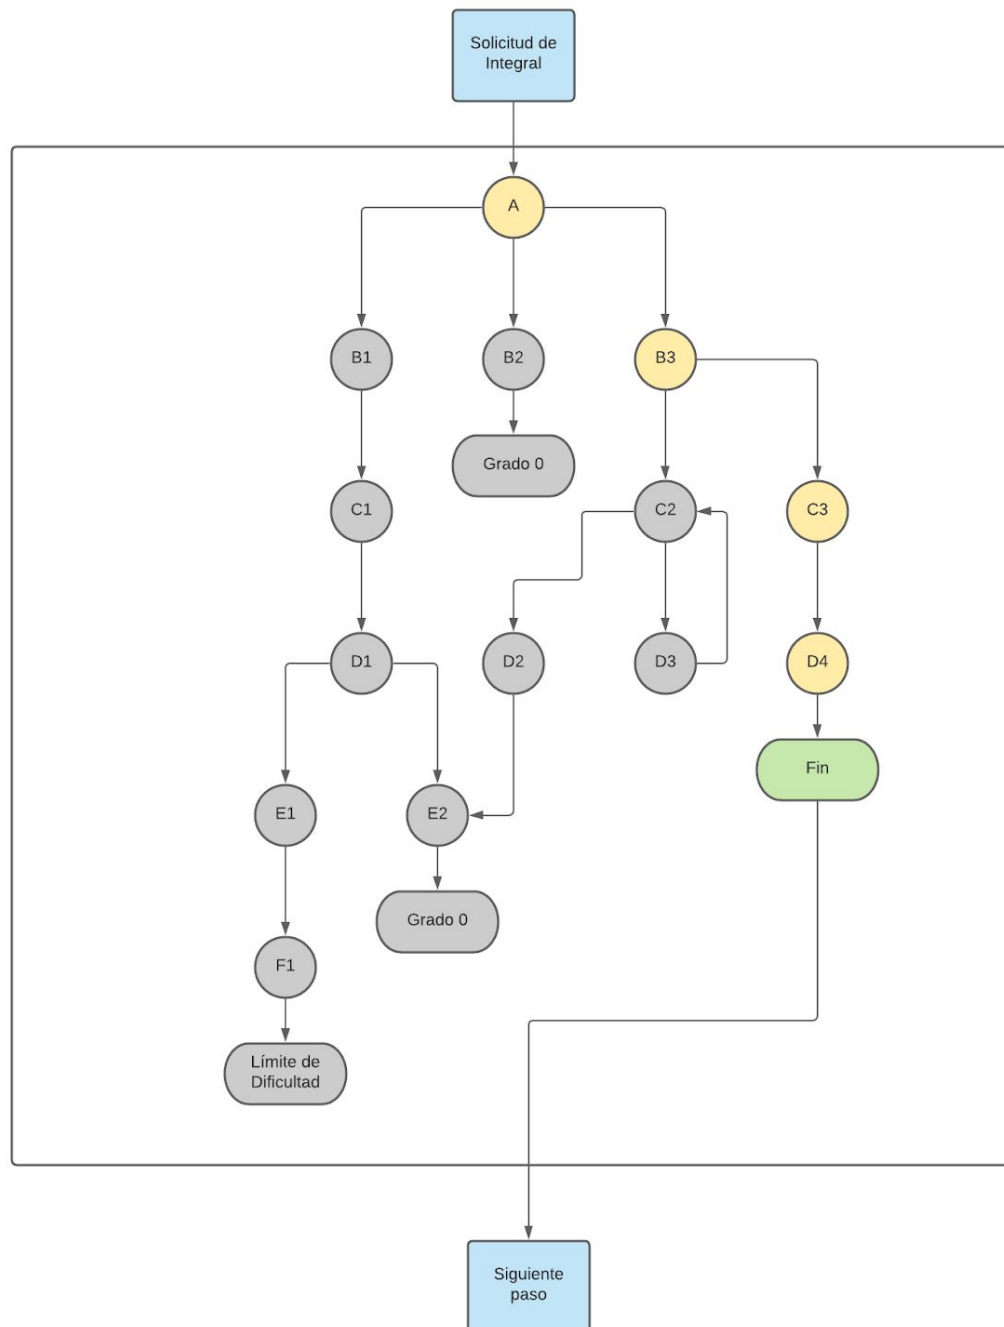 Solicitud de
Integral
A
B1
B2
B3
Grado 0
C1
C2
C3
D1
D2
D3
D4
Fin
E1
E2
Grado 0
F1
Límite de
Dificultad
Siguiente
paso